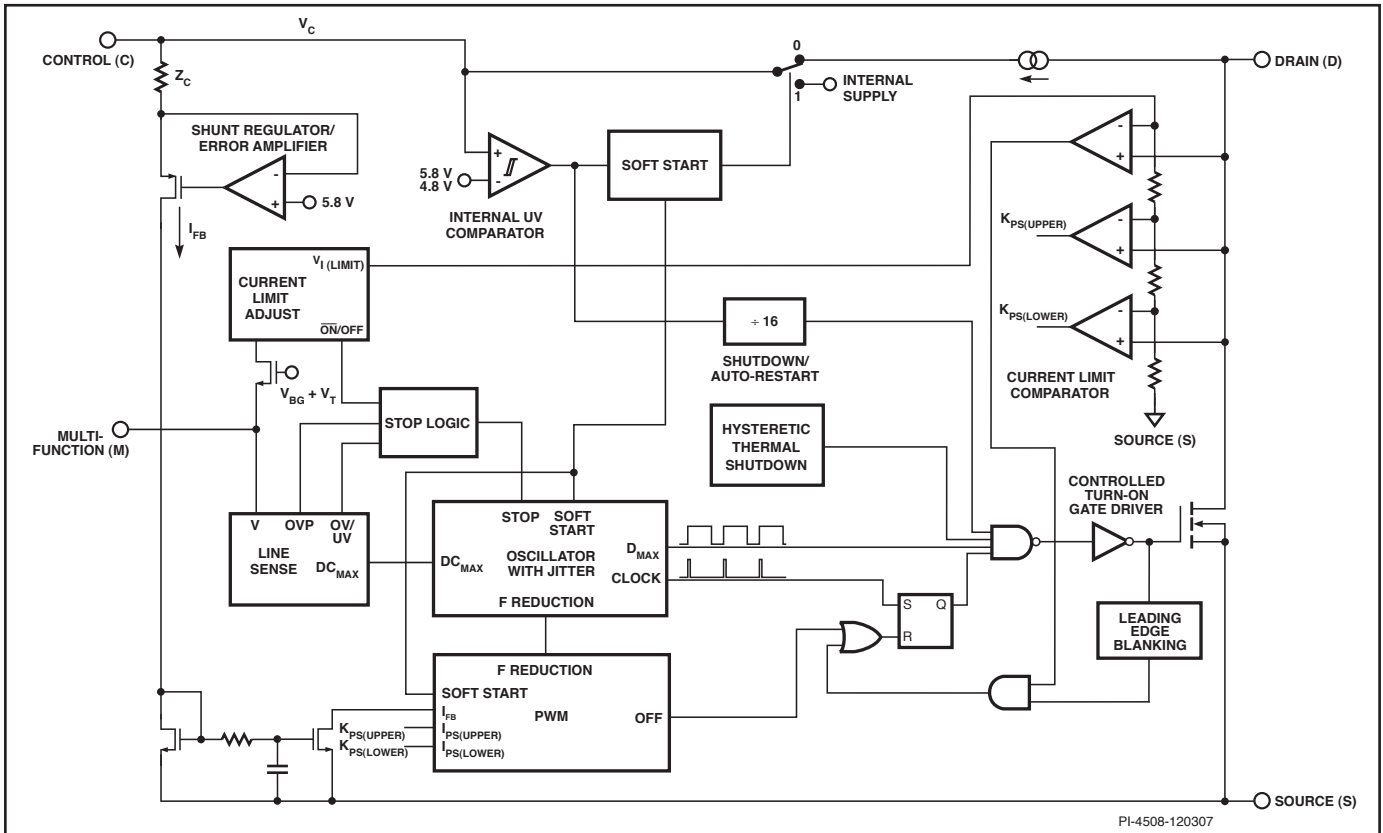 V_C
CONTROL (C)
Z_C
0
DRAIN (D)
INTERNAL
SUPPLY
1
SHUNT REGULATOR/
ERROR AMPLIFIER
-
+
5.8 V
I_FB
+
-
5.8 V
4.8 V
INTERNAL UV
COMPARATOR
SOFT START
-
+
K_PS(UPPER)
-
+
K_PS(LOWER)
-
+
CURRENT LIMIT
COMPARATOR
SOURCE (S)
V_I (LIMIT)
CURRENT
LIMIT
ADJUST
ON/OFF
÷ 16
SHUTDOWN/
AUTO-RESTART
V_BG + V_T
MULTI-
FUNCTION (M)
STOP LOGIC
HYSTERETIC
THERMAL
SHUTDOWN
CONTROLLED
TURN-ON
GATE DRIVER
V
OVP
OV/
UV
LINE
SENSE
DC_MAX
STOP
SOFT
START
DC_MAX
OSCILLATOR
WITH JITTER
D_MAX
CLOCK
F REDUCTION
S
Q
R
LEADING
EDGE
BLANKING
F REDUCTION
SOFT START
I_FB
PWM
OFF
K_PS(UPPER)
I_PS(UPPER)
K_PS(LOWER)
I_PS(LOWER)
SOURCE (S)
PI-4508-120307